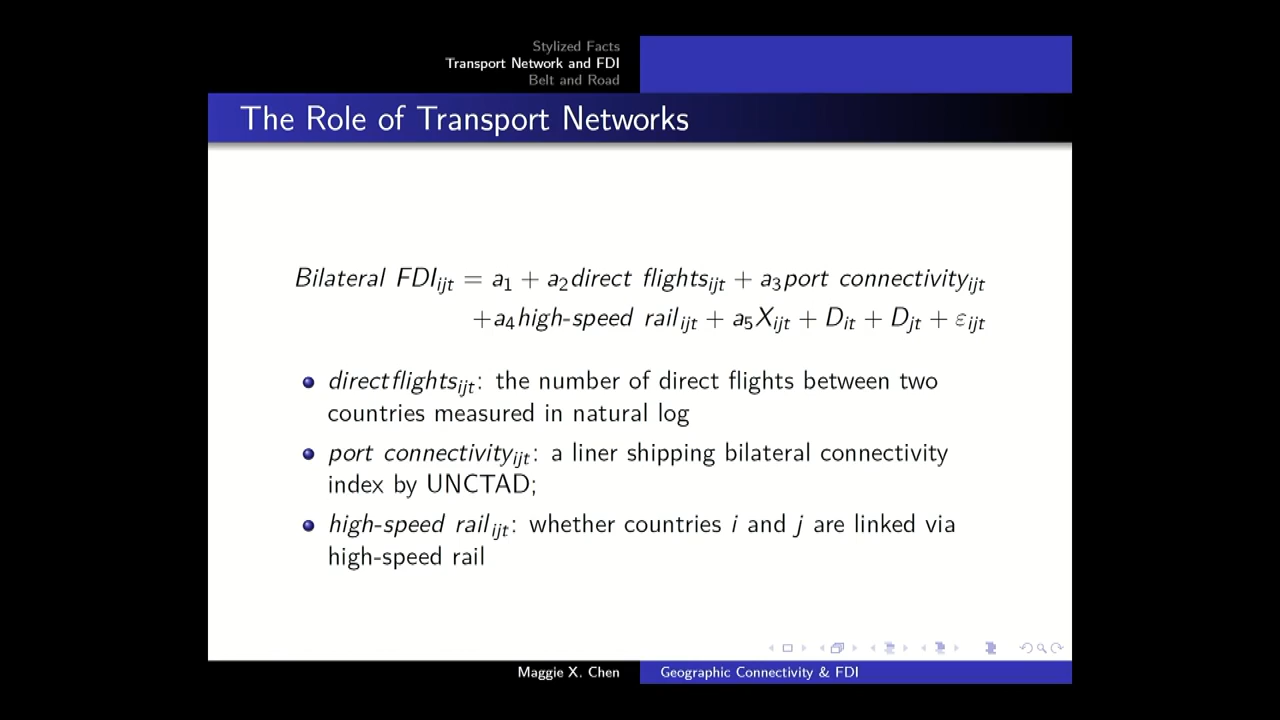 Stylized Facts
Transport Network and FDI
Belt and Road
The Role of Transport Networks
Bilateral FDI_ijt = a_1 + a_2 direct flights_ijt + a_3 port connectivity_ijt
+a_4 high-speed rail_ijt + a_5 X_ijt + D_it + D_jt + ε_ijt
directflights_ijt: the number of direct flights between two
countries measured in natural log
port connectivity_ijt: a liner shipping bilateral connectivity
index by UNCTAD;
high-speed rail_ijt: whether countries i and j are linked via
high-speed rail
Maggie X. Chen
Geographic Connectivity & FDI